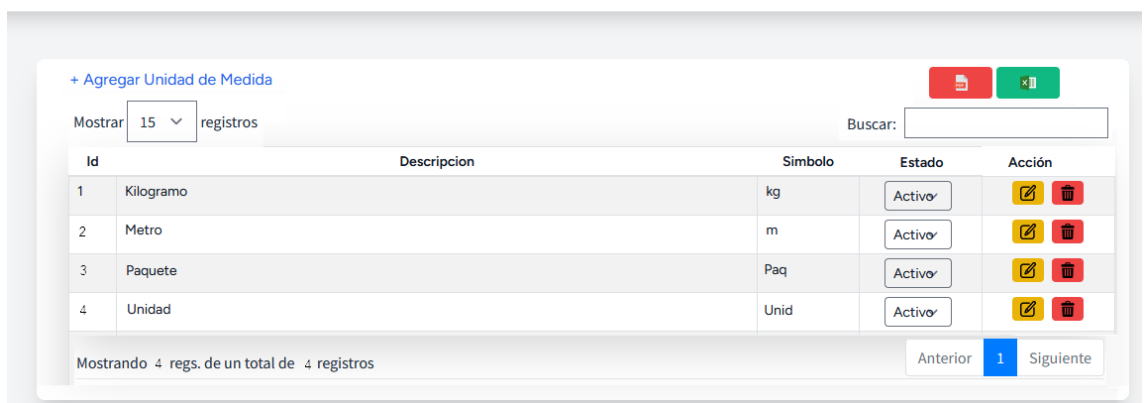 + Agregar Unidad de Medida
PDF
Mostrar 15 registros
Buscar:
Id Descripcion Simbolo Estado Acción
1 Kilogramo kg Activo
2 Metro m Activo
3 Paquete Paq Activo
4 Unidad Unid Activo
Mostrando 4 regs. de un total de 4 registros
Anterior 1 Siguiente